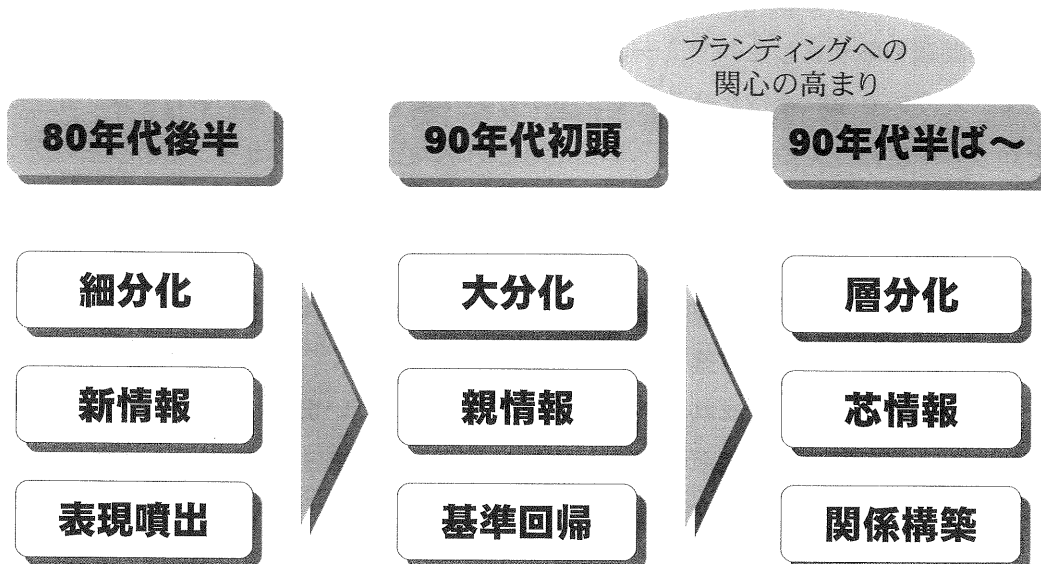 ブランディングへの
関心の高まり
80年代後半
90年代初頭
90年代半ば～
細分化
大分化
層分化
新情報
親情報
芯情報
表現噴出
基準回帰
関係構築